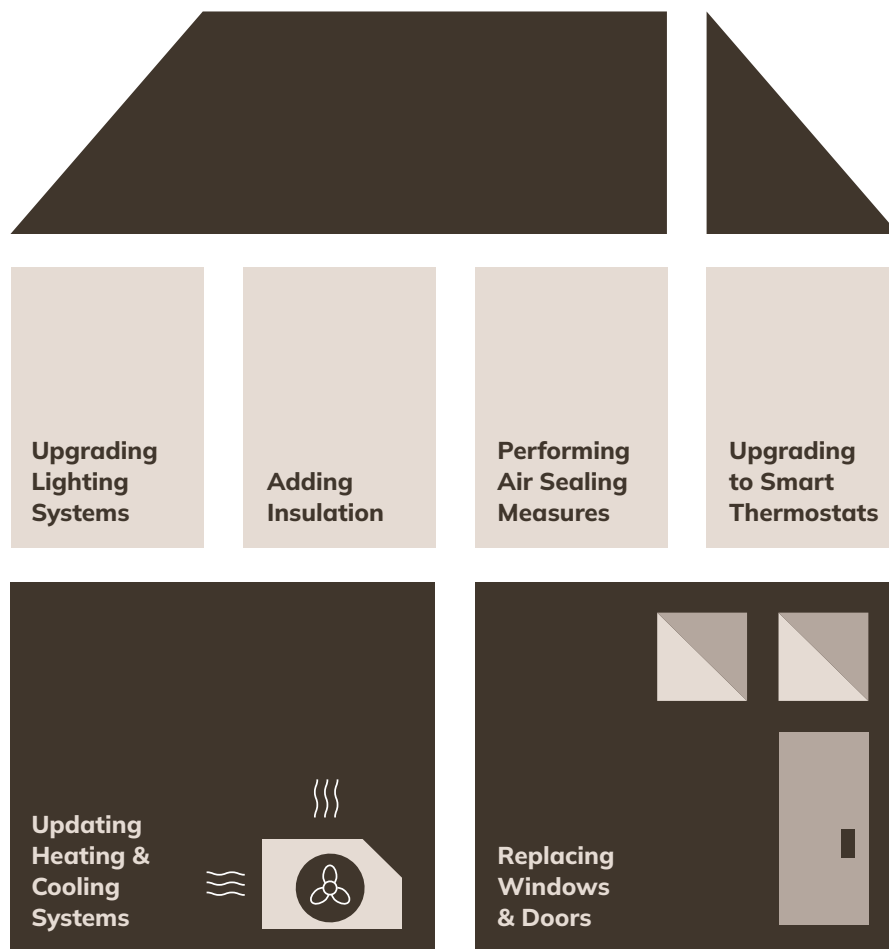 Upgrading
Lighting
Systems
Adding
Insulation
Performing
Air Sealing
Measures
Upgrading
to Smart
Thermostats
Updating
Heating &
Cooling
Systems
Replacing
Windows
& Doors